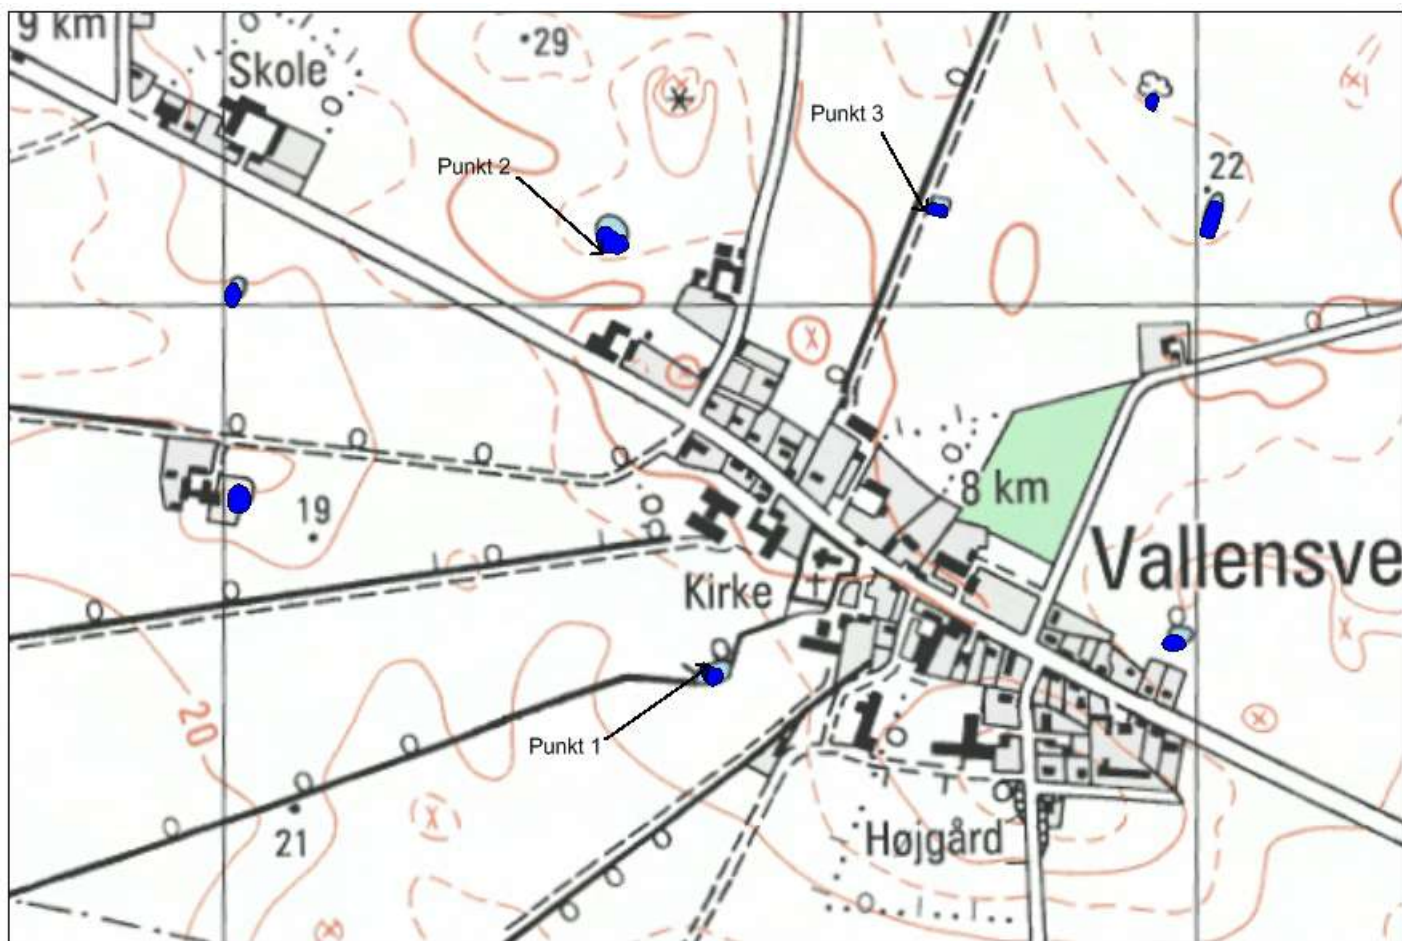 9 km
Skole
29
Punkt 3
Punkt 2
22
19
8 km
Vallensve
Kirke
20
Punkt 1
21
Højgård